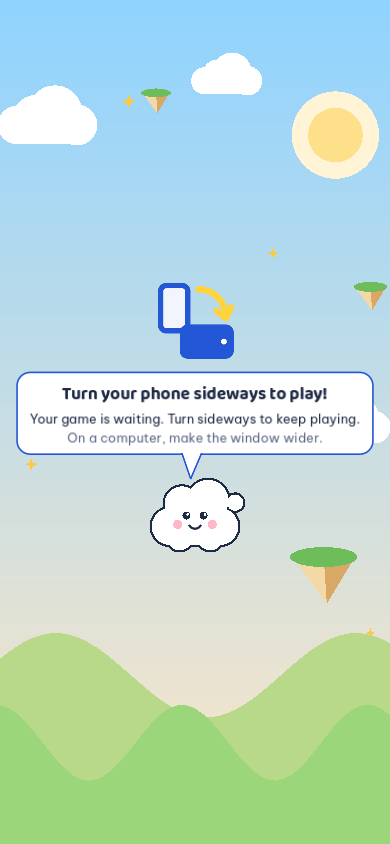 Turn your phone sideways to play!
Your game is waiting. Turn sideways to keep playing.
On a computer, make the window wider.